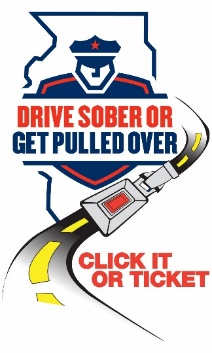 DRIVE SOBER OR
GET PULLED OVER
CLICK IT
OR TICKET